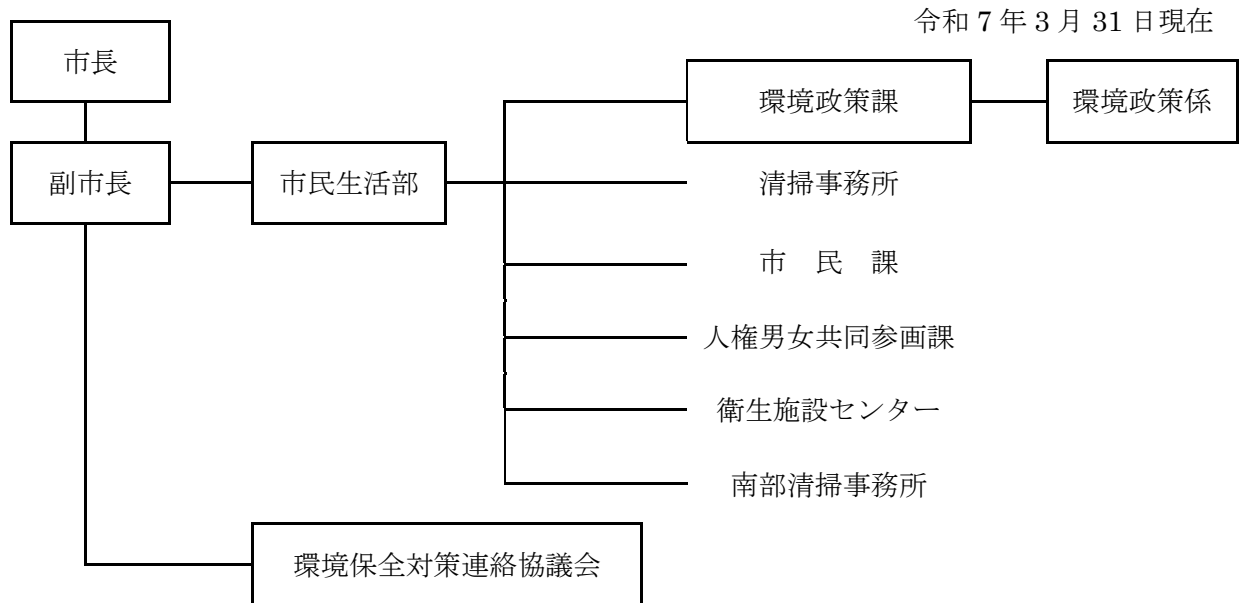 令和 7 年 3 月 31 日現在
市長
環境政策課
環境政策係
副市長
市民生活部
清掃事務所
市　民　課
人権男女共同参画課
衛生施設センター
南部清掃事務所
環境保全対策連絡協議会